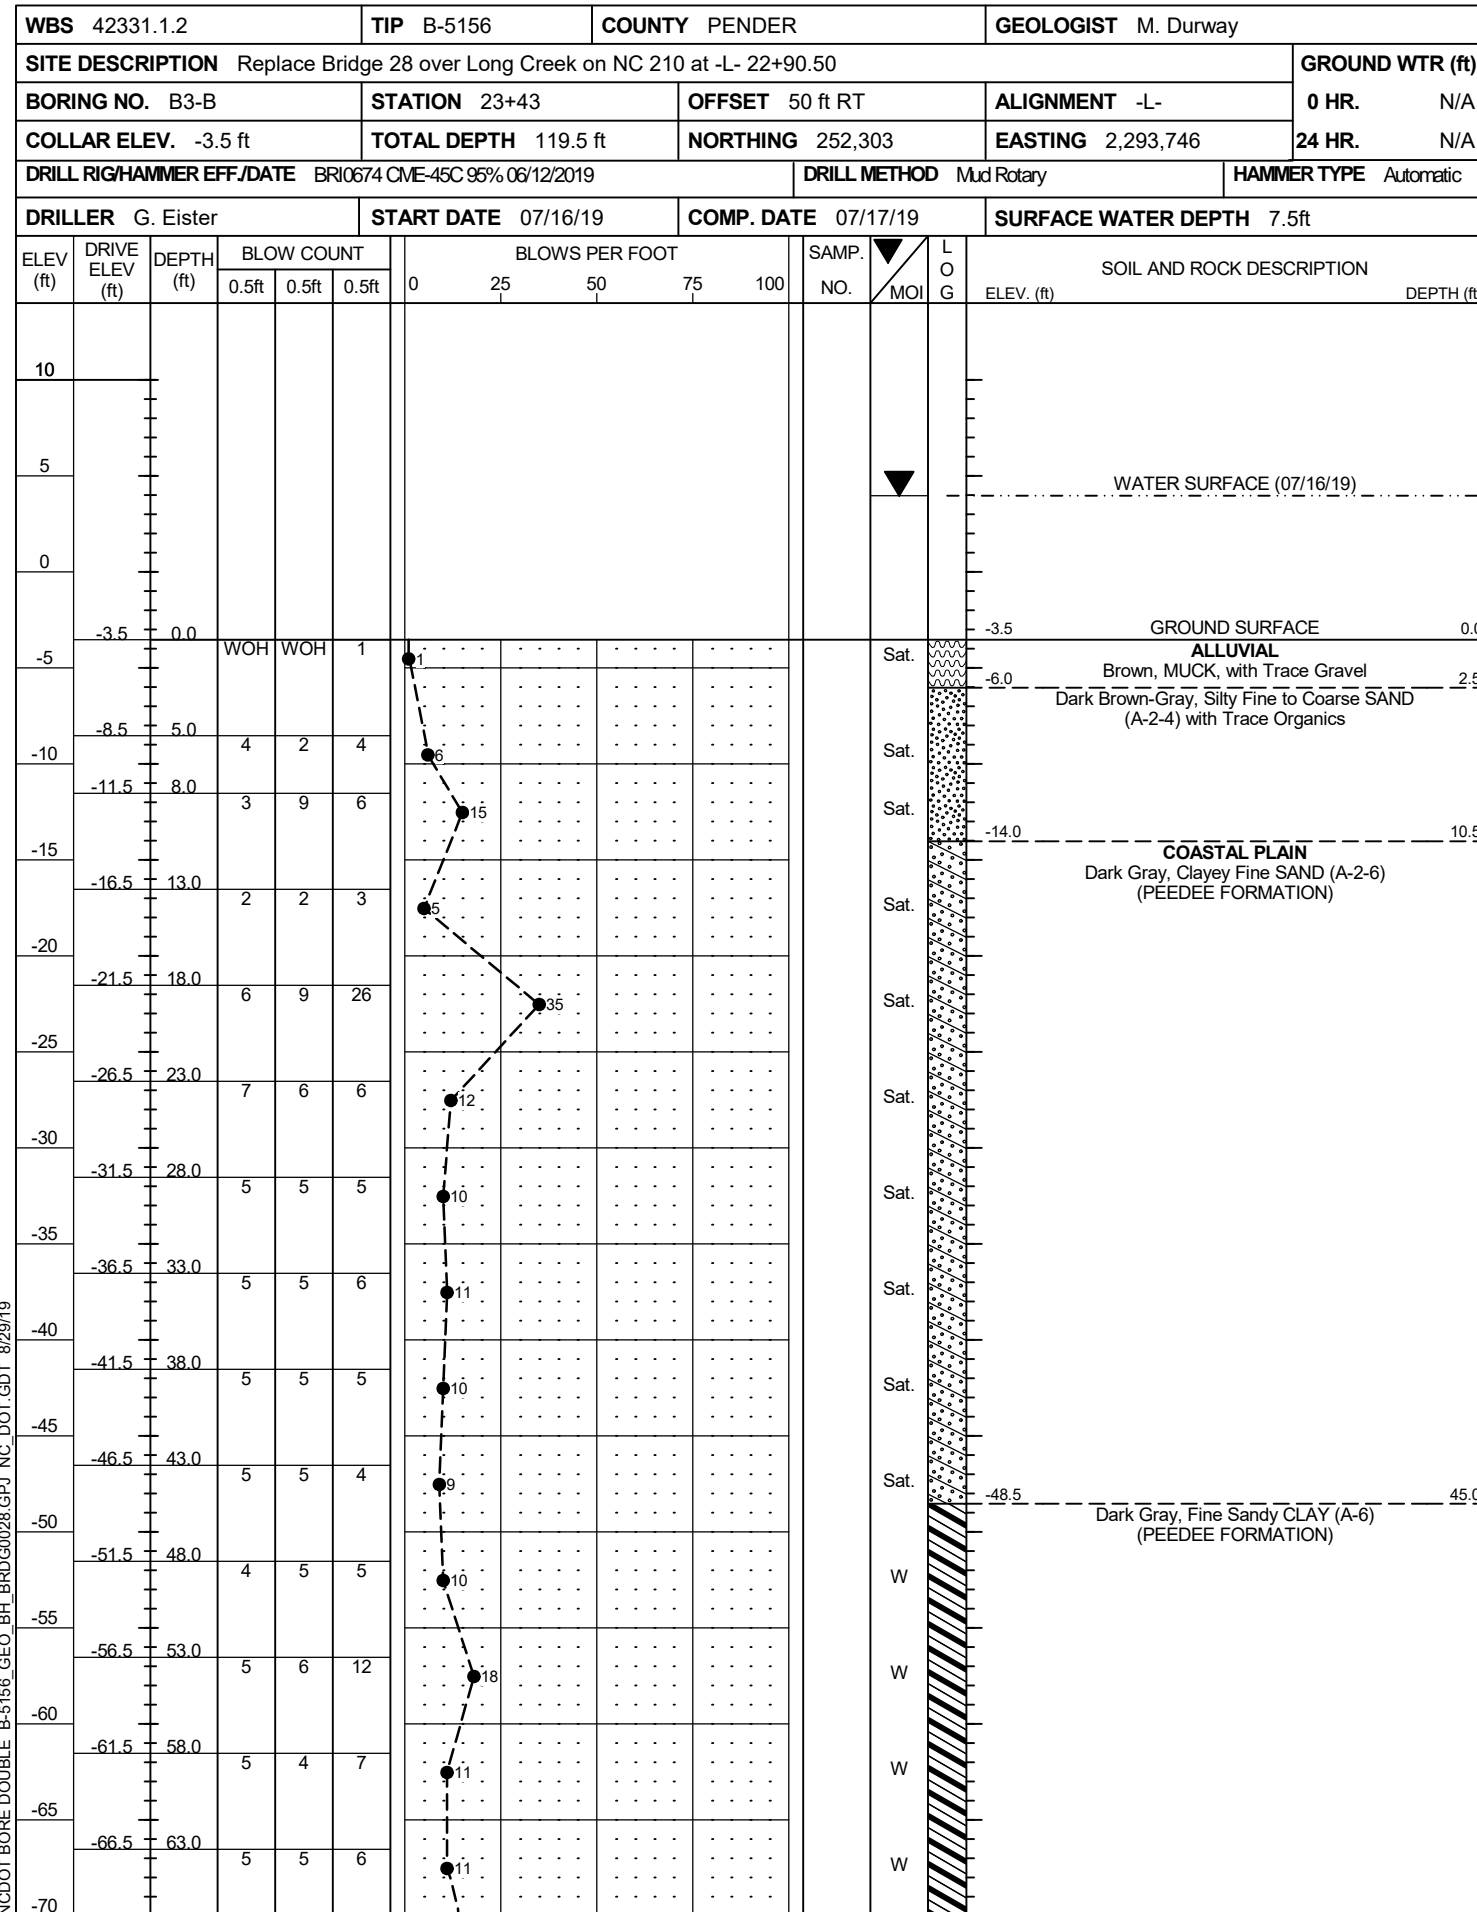 WBS 42331.1.2 TIP B-5156 COUNTY PENDER GEOLOGIST M. Durway
SITE DESCRIPTION Replace Bridge 28 over Long Creek on NC 210 at -L- 22+90.50 GROUND WTR (ft)
BORING NO. B3-B STATION 23+43 OFFSET 50 ft RT ALIGNMENT -L- 0 HR. N/A
COLLAR ELEV. -3.5 ft TOTAL DEPTH 119.5 ft NORTHING 252,303 EASTING 2,293,746 24 HR. N/A
DRILL RIG/HAMMER EFF./DATE BRI0674 CME-45C 95% 06/12/2019 DRILL METHOD Mud Rotary HAMMER TYPE Automatic
DRILLER G. Eister START DATE 07/16/19 COMP. DATE 07/17/19 SURFACE WATER DEPTH 7.5ft
ELEV (ft) DRIVE ELEV (ft) DEPTH (ft) BLOW COUNT BLOWS PER FOOT SAMP. NO. MOI LOG SOIL AND ROCK DESCRIPTION
0.5ft 0.5ft 0.5ft 0 25 50 75 100 ELEV. (ft) DEPTH (ft
10
5
WATER SURFACE (07/16/19)
0
-3.5 0.0 -3.5 GROUND SURFACE 0.0
WOH WOH 1 1 Sat. ALLUVIAL
-5
Brown, MUCK, with Trace Gravel
-6.0 2.5
Dark Brown-Gray, Silty Fine to Coarse SAND
(A-2-4) with Trace Organics
-8.5 5.0
4 2 4 6 Sat.
-10
-11.5 8.0
3 9 6 15 Sat.
-14.0 10.5
-15
COASTAL PLAIN
Dark Gray, Clayey Fine SAND (A-2-6)
(PEEDEE FORMATION)
-16.5 13.0
2 2 3 5 Sat.
-20
-21.5 18.0
6 9 26 35 Sat.
-25
-26.5 23.0
7 6 6 12 Sat.
-30
-31.5 28.0
5 5 5 10 Sat.
-35
-36.5 33.0
5 5 6 11 Sat.
-40
-41.5 38.0
5 5 5 10 Sat.
-45
-46.5 43.0
5 5 4 9 Sat.
-48.5 45.0
Dark Gray, Fine Sandy CLAY (A-6)
(PEEDEE FORMATION)
-50
-51.5 48.0
4 5 5 10 W
-55
-56.5 53.0
5 6 12 18 W
-60
-61.5 58.0
5 4 7 11 W
-65
-66.5 63.0
5 5 6 11 W
-70
NCDOT BORE DOUBLE B-5156_GEO_BH_BRDG0028.GPJ NC_DOT.GDT 8/29/19